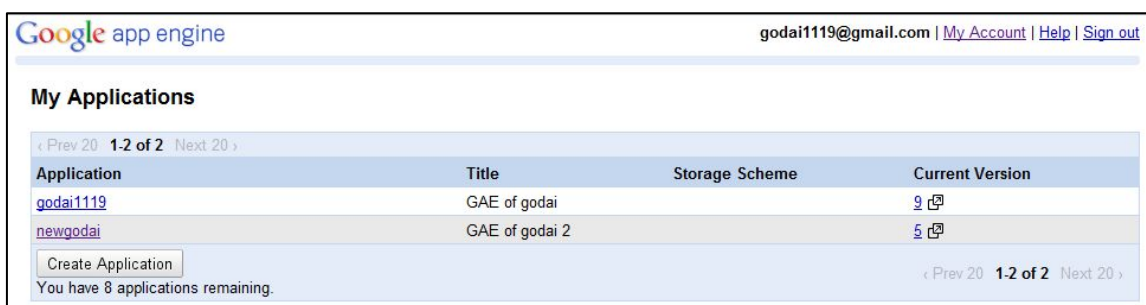 Google app engine
godai1119@gmail.com | My Account | Help | Sign out
My Applications
‹ Prev 20 1-2 of 2 Next 20 ›
Application Title Storage Scheme Current Version
godai1119 GAE of godai 9
newgodai GAE of godai 2 5
Create Application
You have 8 applications remaining.
‹ Prev 20 1-2 of 2 Next 20 ›